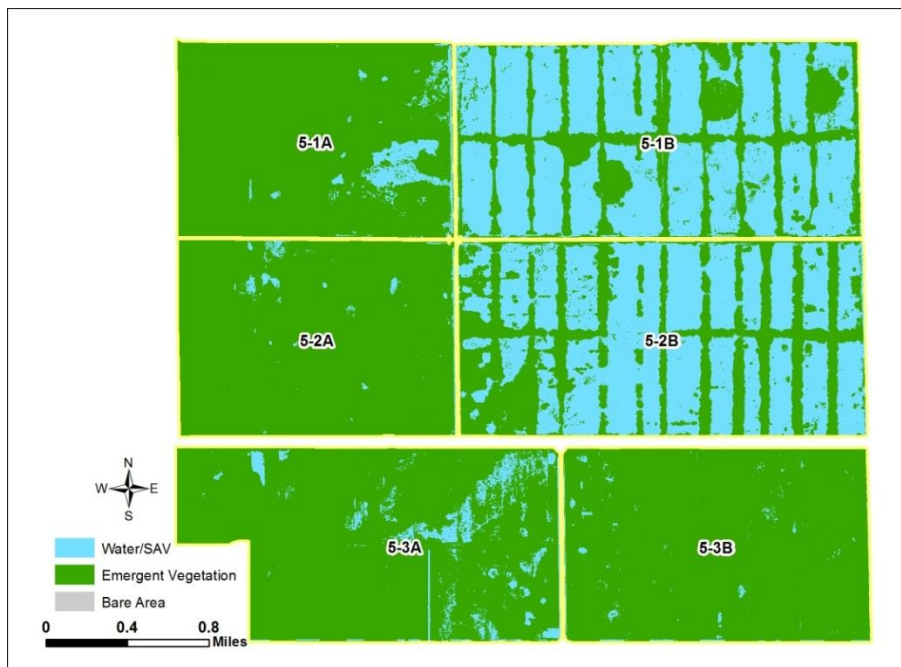 5-1A
5-1B
5-2A
5-2B
5-3A
5-3B
N
W E
S
Water/SAV
Emergent Vegetation
Bare Area
0 0.4 0.8
Miles